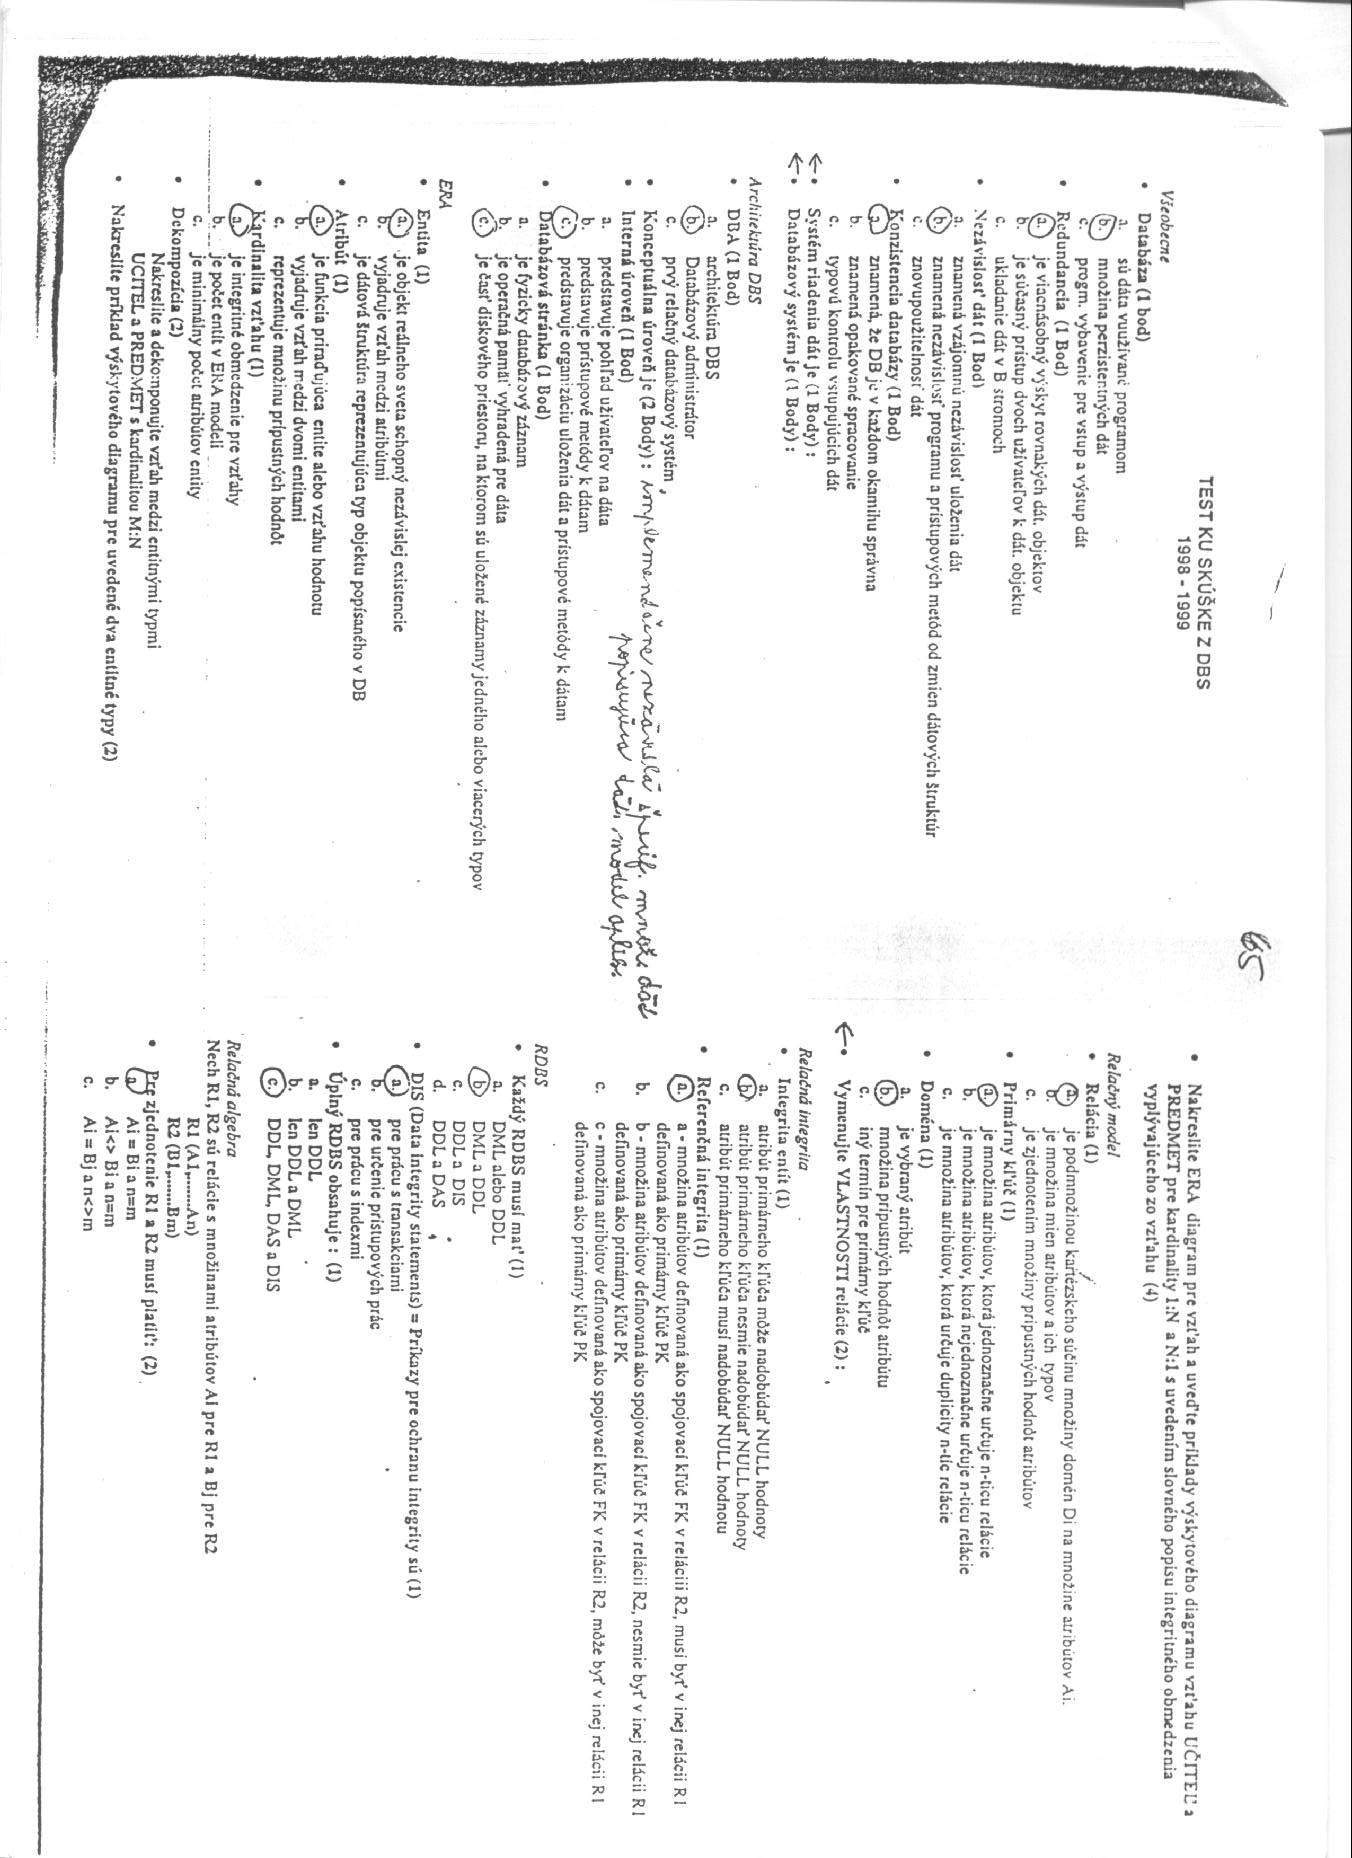 TEST KU SKÚŠKE Z DBS
1998 - 1999
65
Všeobecne
• Databáza (1 bod)
a. sú dáta vuužívané programom
b. množina perzistentných dát
c. progm. vybavenie pre vstup a výstup dát
• Redundancia (1 Bod)
a. je viacnásobný výskyt rovnakých dát. objektov
b. je súčasný prístup dvoch užívateľov k dát. objektu
c. ukladanie dát v B stromoch
• Nezávislosť dát (1 Bod)
a. znamená vzájomnú nezávislosť uloženia dát
b. znamená nezávislosť programu a prístupových metód od zmien dátových štruktúr
c. znovupoužiteľnosť dát
• Konzistencia databázy (1 Bod)
a. znamená, že DB je v každom okamihu správna
b. znamená opakované spracovanie
c. typovú kontrolu vstupujúcich dát
• Systém riadenia dát je (1 Body) :
• Databázový systém je (1 Body) :
Architektúra DBS
• DBA (1 Bod)
a. architektúra DBS
b. Databázový administrátor
c. prvý relačný databázový systém
• Konceptuálna úroveň je (2 Body) : implementačne nezávislá špecif. množ. dát
popisujúca dát. model aplik.
• Interná úroveň (1 Bod)
a. predstavuje pohľad užívateľov na dáta
b. predstavuje prístupové metódy k dátam
c. predstavuje organizáciu uloženia dát a prístupové metódy k dátam
• Databázová stránka (1 Bod)
a. je fyzicky databázový záznam
b. je operačná pamäť vyhradená pre dáta
c. je časť diskového priestoru, na ktorom sú uložené záznamy jedného alebo viacerých typov
ERA
• Entita (1)
a. je objekt reálneho sveta schopný nezávislej existencie
b. vyjadruje vzťah medzi atribútmi
c. je dátová štruktúra reprezentujúca typ objektu popísaného v DB
• Atribút (1)
a. je funkcia priraďujúca entite alebo vzťahu hodnotu
b. vyjadruje vzťah medzi dvomi entitami
c. reprezentuje množinu prípustných hodnôt
• Kardinalita vzťahu (1)
a. je integritné obmedzenie pre vzťahy
b. je počet entít v ERA modeli
c. je minimálny počet atribútov entity
• Dekompozícia (2)
Nakreslite a dekomponujte vzťah medzi entitnými typmi
UČITEL a PREDMET s kardinalitou M:N
• Nakreslite príklad výskytového diagramu pre uvedené dva entitné typy (2)
• Nakreslite ERA diagram pre vzťah a uveďte príklady výskytového diagramu vzťahu UČITEĽ a
PREDMET pre kardinality 1:N a N:1 s uvedením slovného popisu integritného obmedzenia
vyplývajúceho zo vzťahu (4)
Relačný model
• Relácia (1)
a. je podmnožinou kartézskeho súčinu množiny domén Di na množine atribútov Ai.
b. je množina mien atribútov a ich typov
c. je zjednotením množiny prípustných hodnôt atribútov
• Primárny kľúč (1)
a. je množina atribútov, ktorá jednoznačne určuje n-ticu relácie
b. je množina atribútov, ktorá nejednoznačne určuje n-ticu relácie
c. je množina atribútov, ktorá určuje duplicity n-tíc relácie
• Doména (1)
a. je vybraný atribút
b. množina prípustných hodnôt atribútu
c. iný termín pre primárny kľúč
• Vymenujte VLASTNOSTI relácie (2) :
Relačná integrita
• Integrita entít (1)
a. atribút primárneho kľúča môže nadobúdať NULL hodnoty
b. atribút primárneho kľúča nesmie nadobúdať NULL hodnoty
c. atribút primárneho kľúča musí nadobúdať NULL hodnotu
• Referenčná integrita (1)
a. a - množina atribútov definovaná ako spojovací kľúč FK v relácii R2, musí byť v inej relácii R1
definovaná ako primárny kľúč PK
b. b - množina atribútov definovaná ako spojovací kľúč FK v relácii R2, nesmie byť v inej relácii R1
definovaná ako primárny kľúč PK
c. c - množina atribútov definovaná ako spojovací kľúč FK v relácii R2, môže byť v inej relácii R1
definovaná ako primárny kľúč PK
RDBS
• Každý RDBS musí mať (1)
a. DML alebo DDL
b. DML a DDL
c. DDL a DIS
d. DDL a DAS
• DIS (Data integrity statements) = Príkazy pre ochranu integrity sú (1)
a. pre prácu s transakciami
b. pre určenie prístupových prác
c. pre prácu s indexmi
• Úplný RDBS obsahuje : (1)
a. len DDL
b. len DDL a DML
c. DDL, DML, DAS a DIS
Relačná algebra
Nech R1, R2 sú relácie s množinami atribútov Ai pre R1 a Bj pre R2
R1 (A1,.......An)
R2 (B1,.......Bm)
• Pre zjednotenie R1 a R2 musí platiť: (2)
a. Ai = Bi a n=m
b. Ai<> Bi a n=m
c. Ai = Bj a n<>m